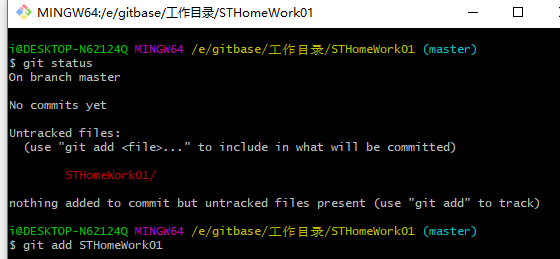 MINGW64:/e/gitbase/工作目录/STHomeWork01
i@DESKTOP-N62124Q MINGW64 /e/gitbase/工作目录/STHomeWork01 (master)
$ git status
On branch master
No commits yet
Untracked files:
(use "git add <file>..." to include in what will be committed)
STHomeWork01/
nothing added to commit but untracked files present (use "git add" to track)
i@DESKTOP-N62124Q MINGW64 /e/gitbase/工作目录/STHomeWork01 (master)
$ git add STHomeWork01